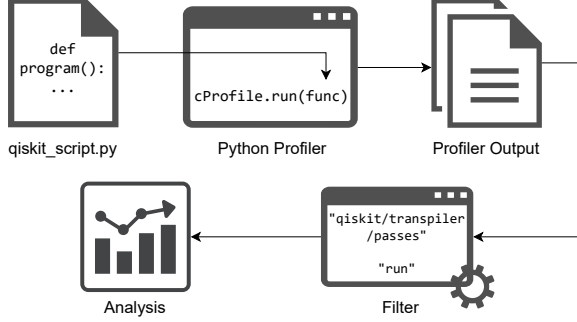 def
program():
...
cProfile.run(func)
qiskit_script.py
Python Profiler
Profiler Output
"qiskit/transpiler
/passes"
"run"
Analysis
Filter